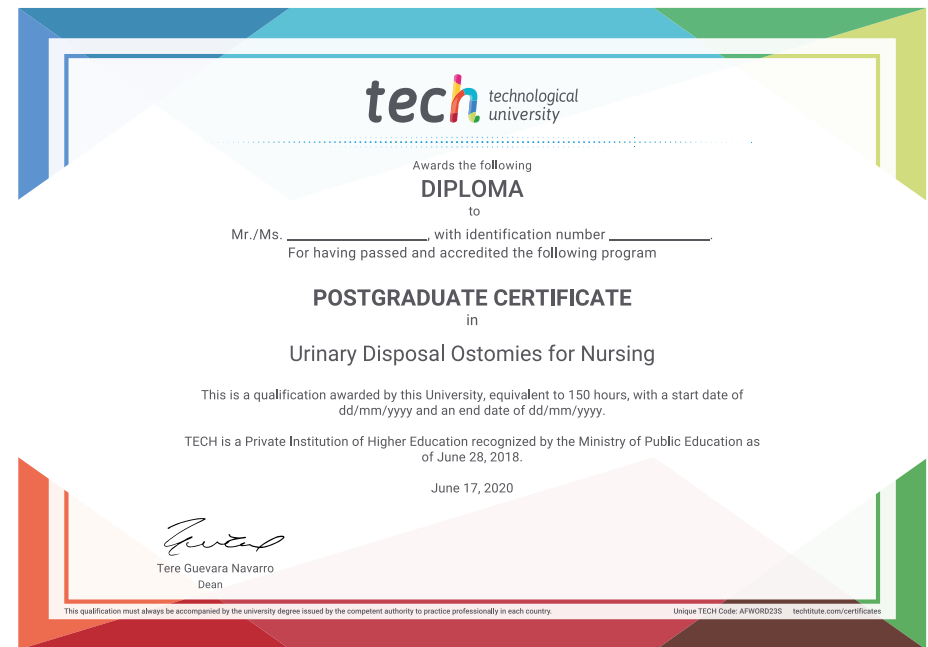 tech technological
university
Awards the following
DIPLOMA
to
Mr./Ms. ____________________, with identification number ______________.
For having passed and accredited the following program
POSTGRADUATE CERTIFICATE
in
Urinary Disposal Ostomies for Nursing
This is a qualification awarded by this University, equivalent to 150 hours, with a start date of
dd/mm/yyyy and an end date of dd/mm/yyyy.
TECH is a Private Institution of Higher Education recognized by the Ministry of Public Education as
of June 28, 2018.
June 17, 2020
Tere Guevara Navarro
Dean
This qualification must always be accompanied by the university degree issued by the competent authority to practice professionally in each country.
Unique TECH Code: AFWORD23S techtitute.com/certificates